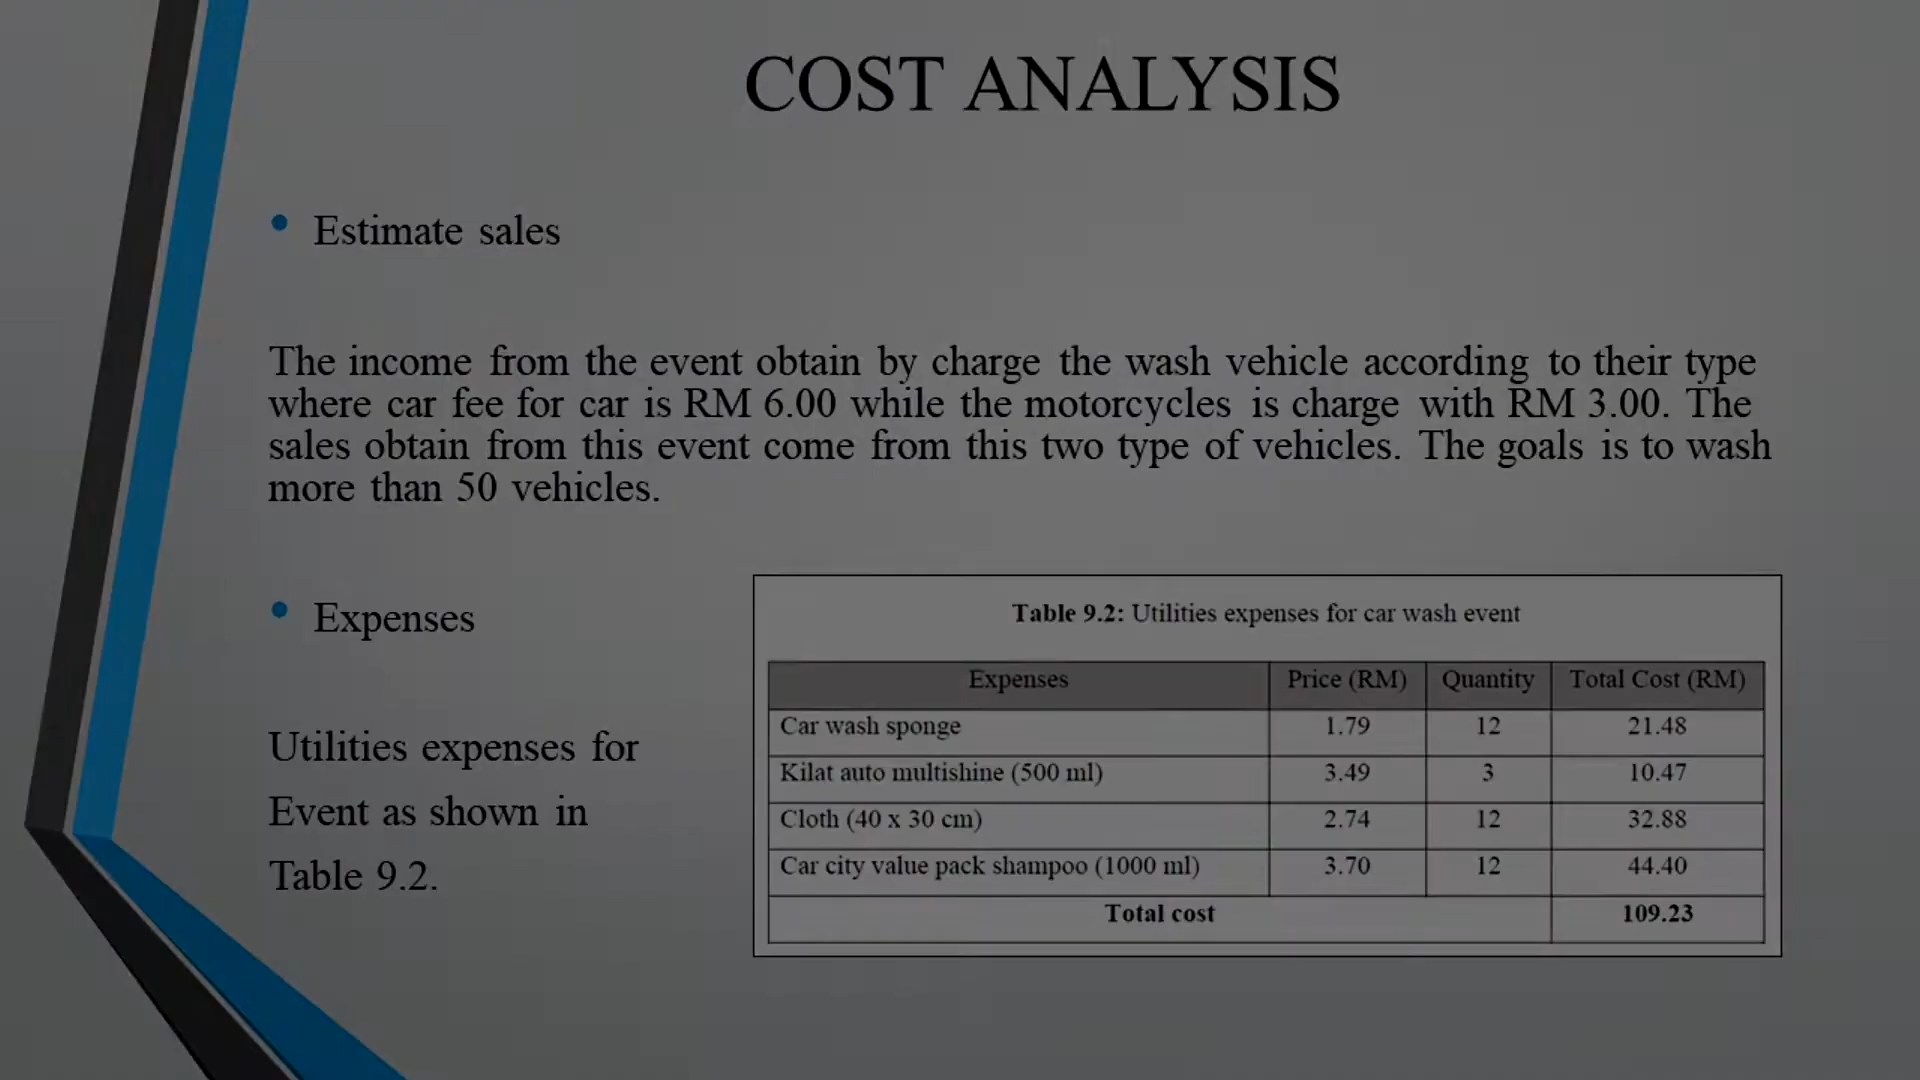 COST ANALYSIS
• Estimate sales
The income from the event obtain by charge the wash vehicle according to their type
where car fee for car is RM 6.00 while the motorcycles is charge with RM 3.00. The
sales obtain from this event come from this two type of vehicles. The goals is to wash
more than 50 vehicles.
• Expenses
Utilities expenses for
Event as shown in
Table 9.2.
Table 9.2: Utilities expenses for car wash event
Expenses Price (RM) Quantity Total Cost (RM)
Car wash sponge 1.79 12 21.48
Kilat auto multishine (500 ml) 3.49 3 10.47
Cloth (40 x 30 cm) 2.74 12 32.88
Car city value pack shampoo (1000 ml) 3.70 12 44.40
Total cost 109.23